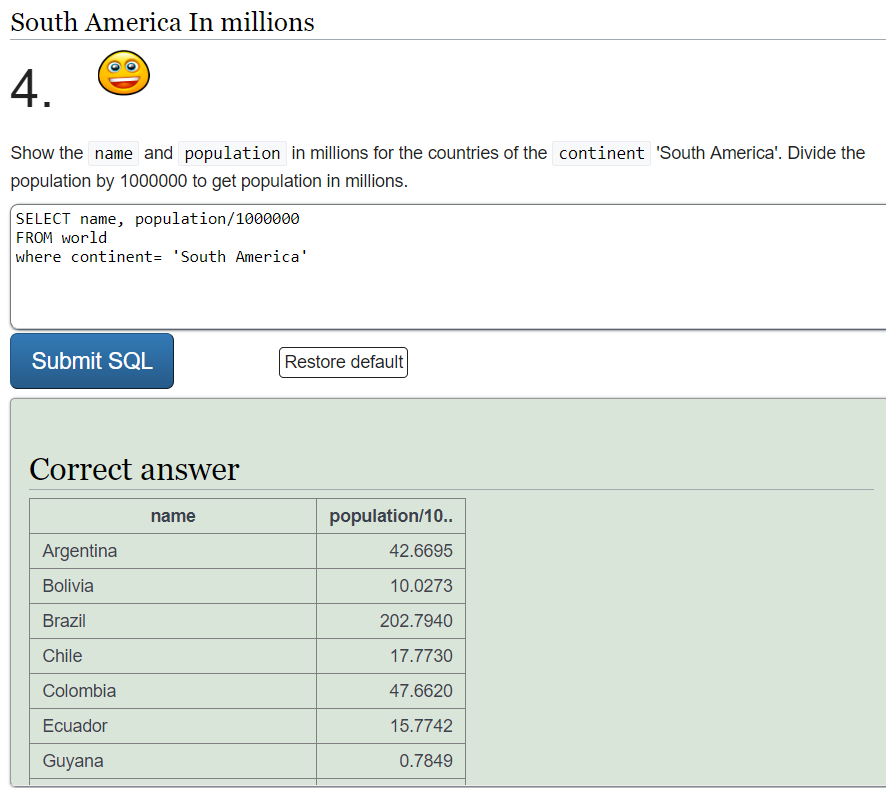 South America In millions
4.
Show the name and population in millions for the countries of the continent 'South America'. Divide the
population by 1000000 to get population in millions.
SELECT name, population/1000000
FROM world
where continent= 'South America'
Submit SQL Restore default
Correct answer
name population/10..
Argentina 42.6695
Bolivia 10.0273
Brazil 202.7940
Chile 17.7730
Colombia 47.6620
Ecuador 15.7742
Guyana 0.7849